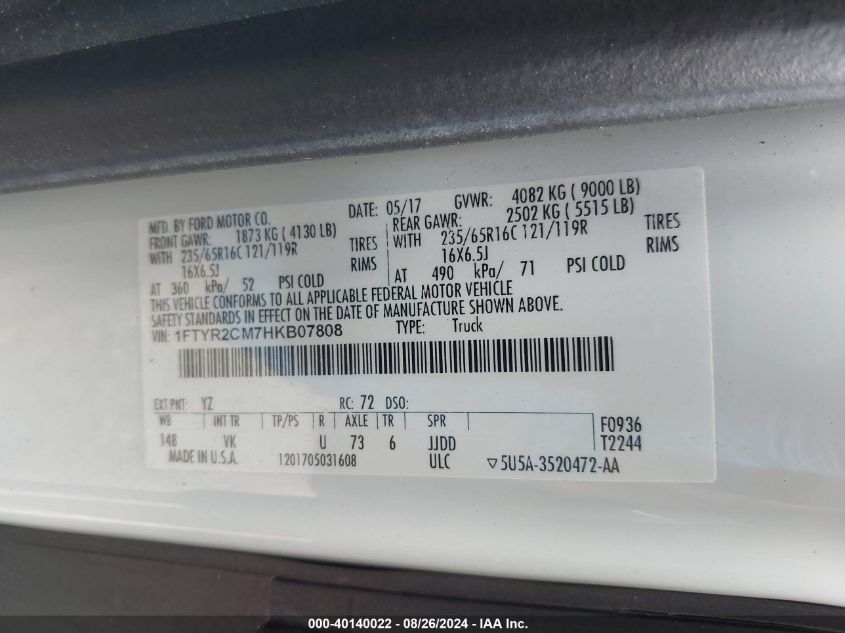 MFD. BY FORD MOTOR CO. DATE: 05/17 GVWR: 4082 KG ( 9000 LB)
FRONT GAWR: 1873 KG ( 4130 LB) REAR GAWR: 2502 KG ( 5515 LB)
WITH 235/65R16C 121/119R TIRES WITH 235/65R16C 121/119R TIRES
16X6.5J RIMS 16X6.5J RIMS
AT 360 kPa/ 52 PSI COLD AT 490 kPa/ 71 PSI COLD
THIS VEHICLE CONFORMS TO ALL APPLICABLE FEDERAL MOTOR VEHICLE
SAFETY STANDARDS IN EFFECT ON THE DATE OF MANUFACTURE SHOWN ABOVE.
VIN: 1FTYR2CM7HKB07808 TYPE: Truck
EXT PNT: YZ RC: 72 DSO:
WB INT TR TP/PS R AXLE TR SPR F0936
148 VK U 73 6 JJDD T2244
MADE IN U.S.A. 1201705031608 ULC ▽5U5A-3520472-AA
000-40140022 - 08/26/2024 - IAA Inc.